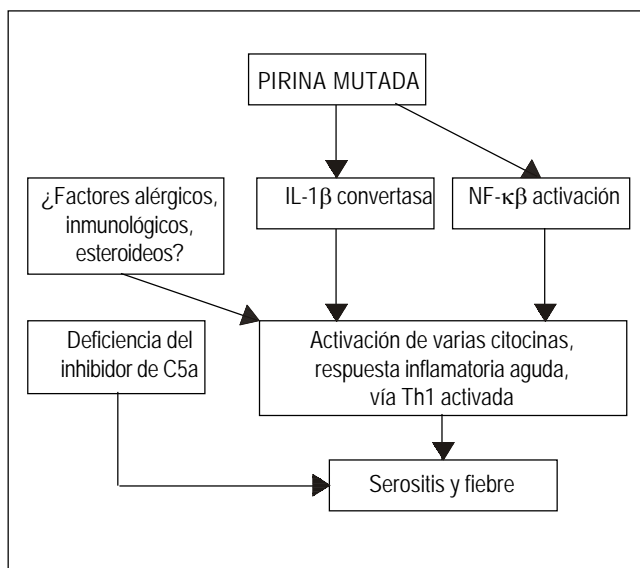 PIRINA MUTADA
¿Factores alérgicos,
inmunológicos,
esteroideos?
IL-1β convertasa
NF-κβ activación
Deficiencia del
inhibidor de C5a
Activación de varias citocinas,
respuesta inflamatoria aguda,
vía Th1 activada
Serositis y fiebre